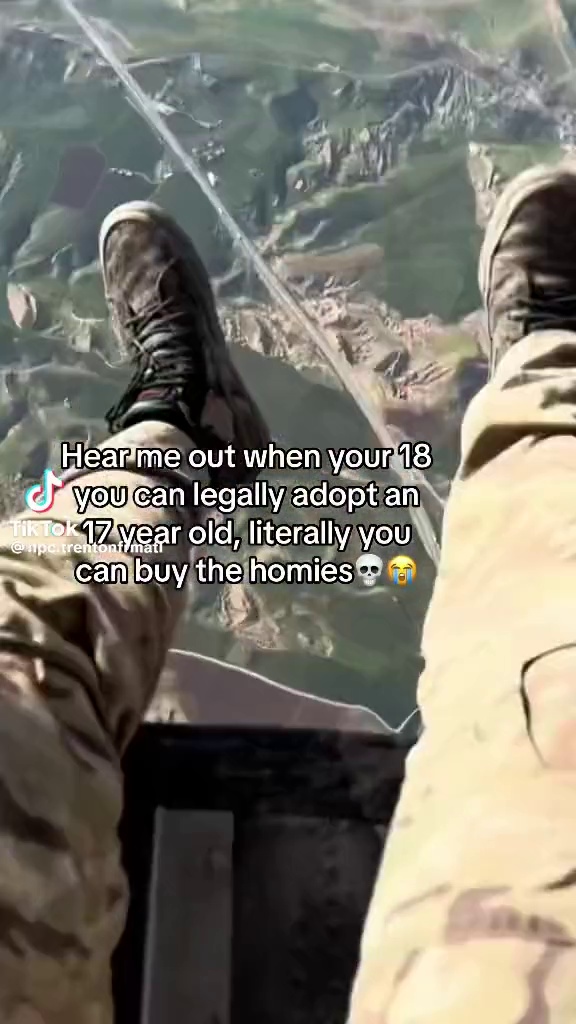 Hear me out when your 18
you can legally adopt an
17 year old, literally you
can buy the homies💀😭
TikTok